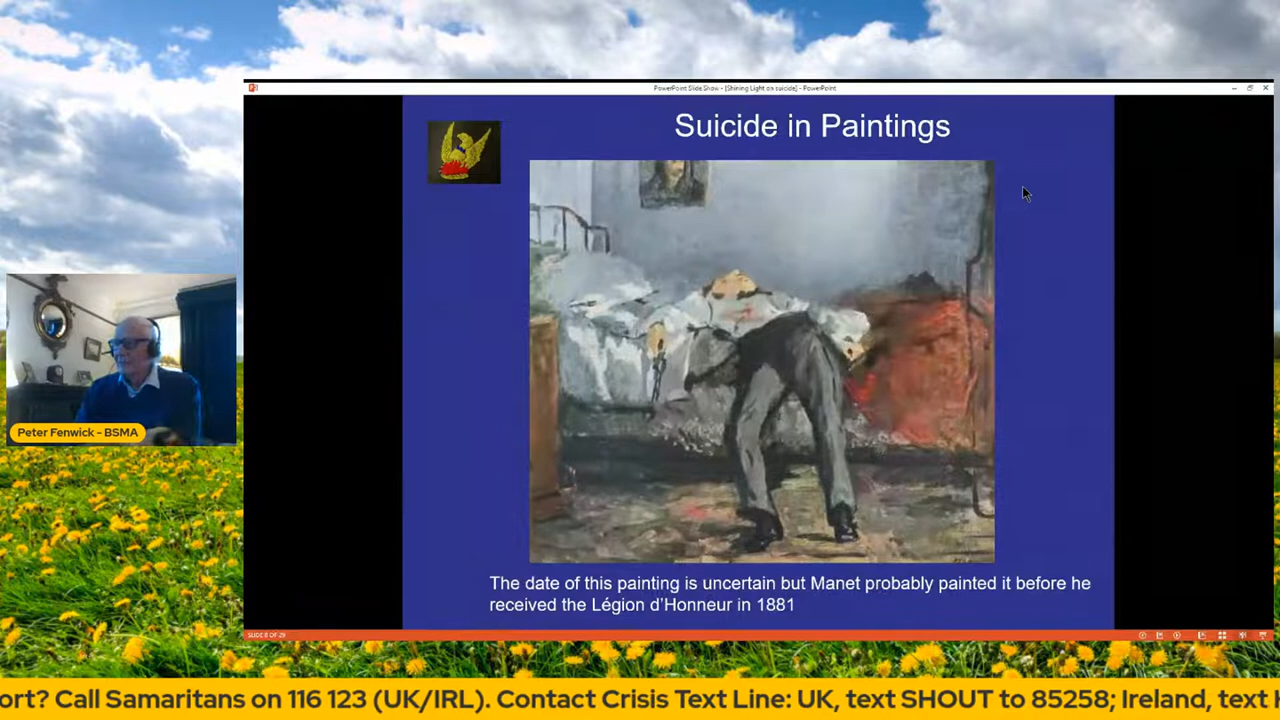 PowerPoint Slide Show - [Shining Light on suicide] - PowerPoint
Suicide in Paintings
Peter Fenwick - BSMA
The date of this painting is uncertain but Manet probably painted it before he
received the Légion d'Honneur in 1881
SLIDE 8 OF 29
ort? Call Samaritans on 116 123 (UK/IRL). Contact Crisis Text Line: UK, text SHOUT to 85258; Ireland, text